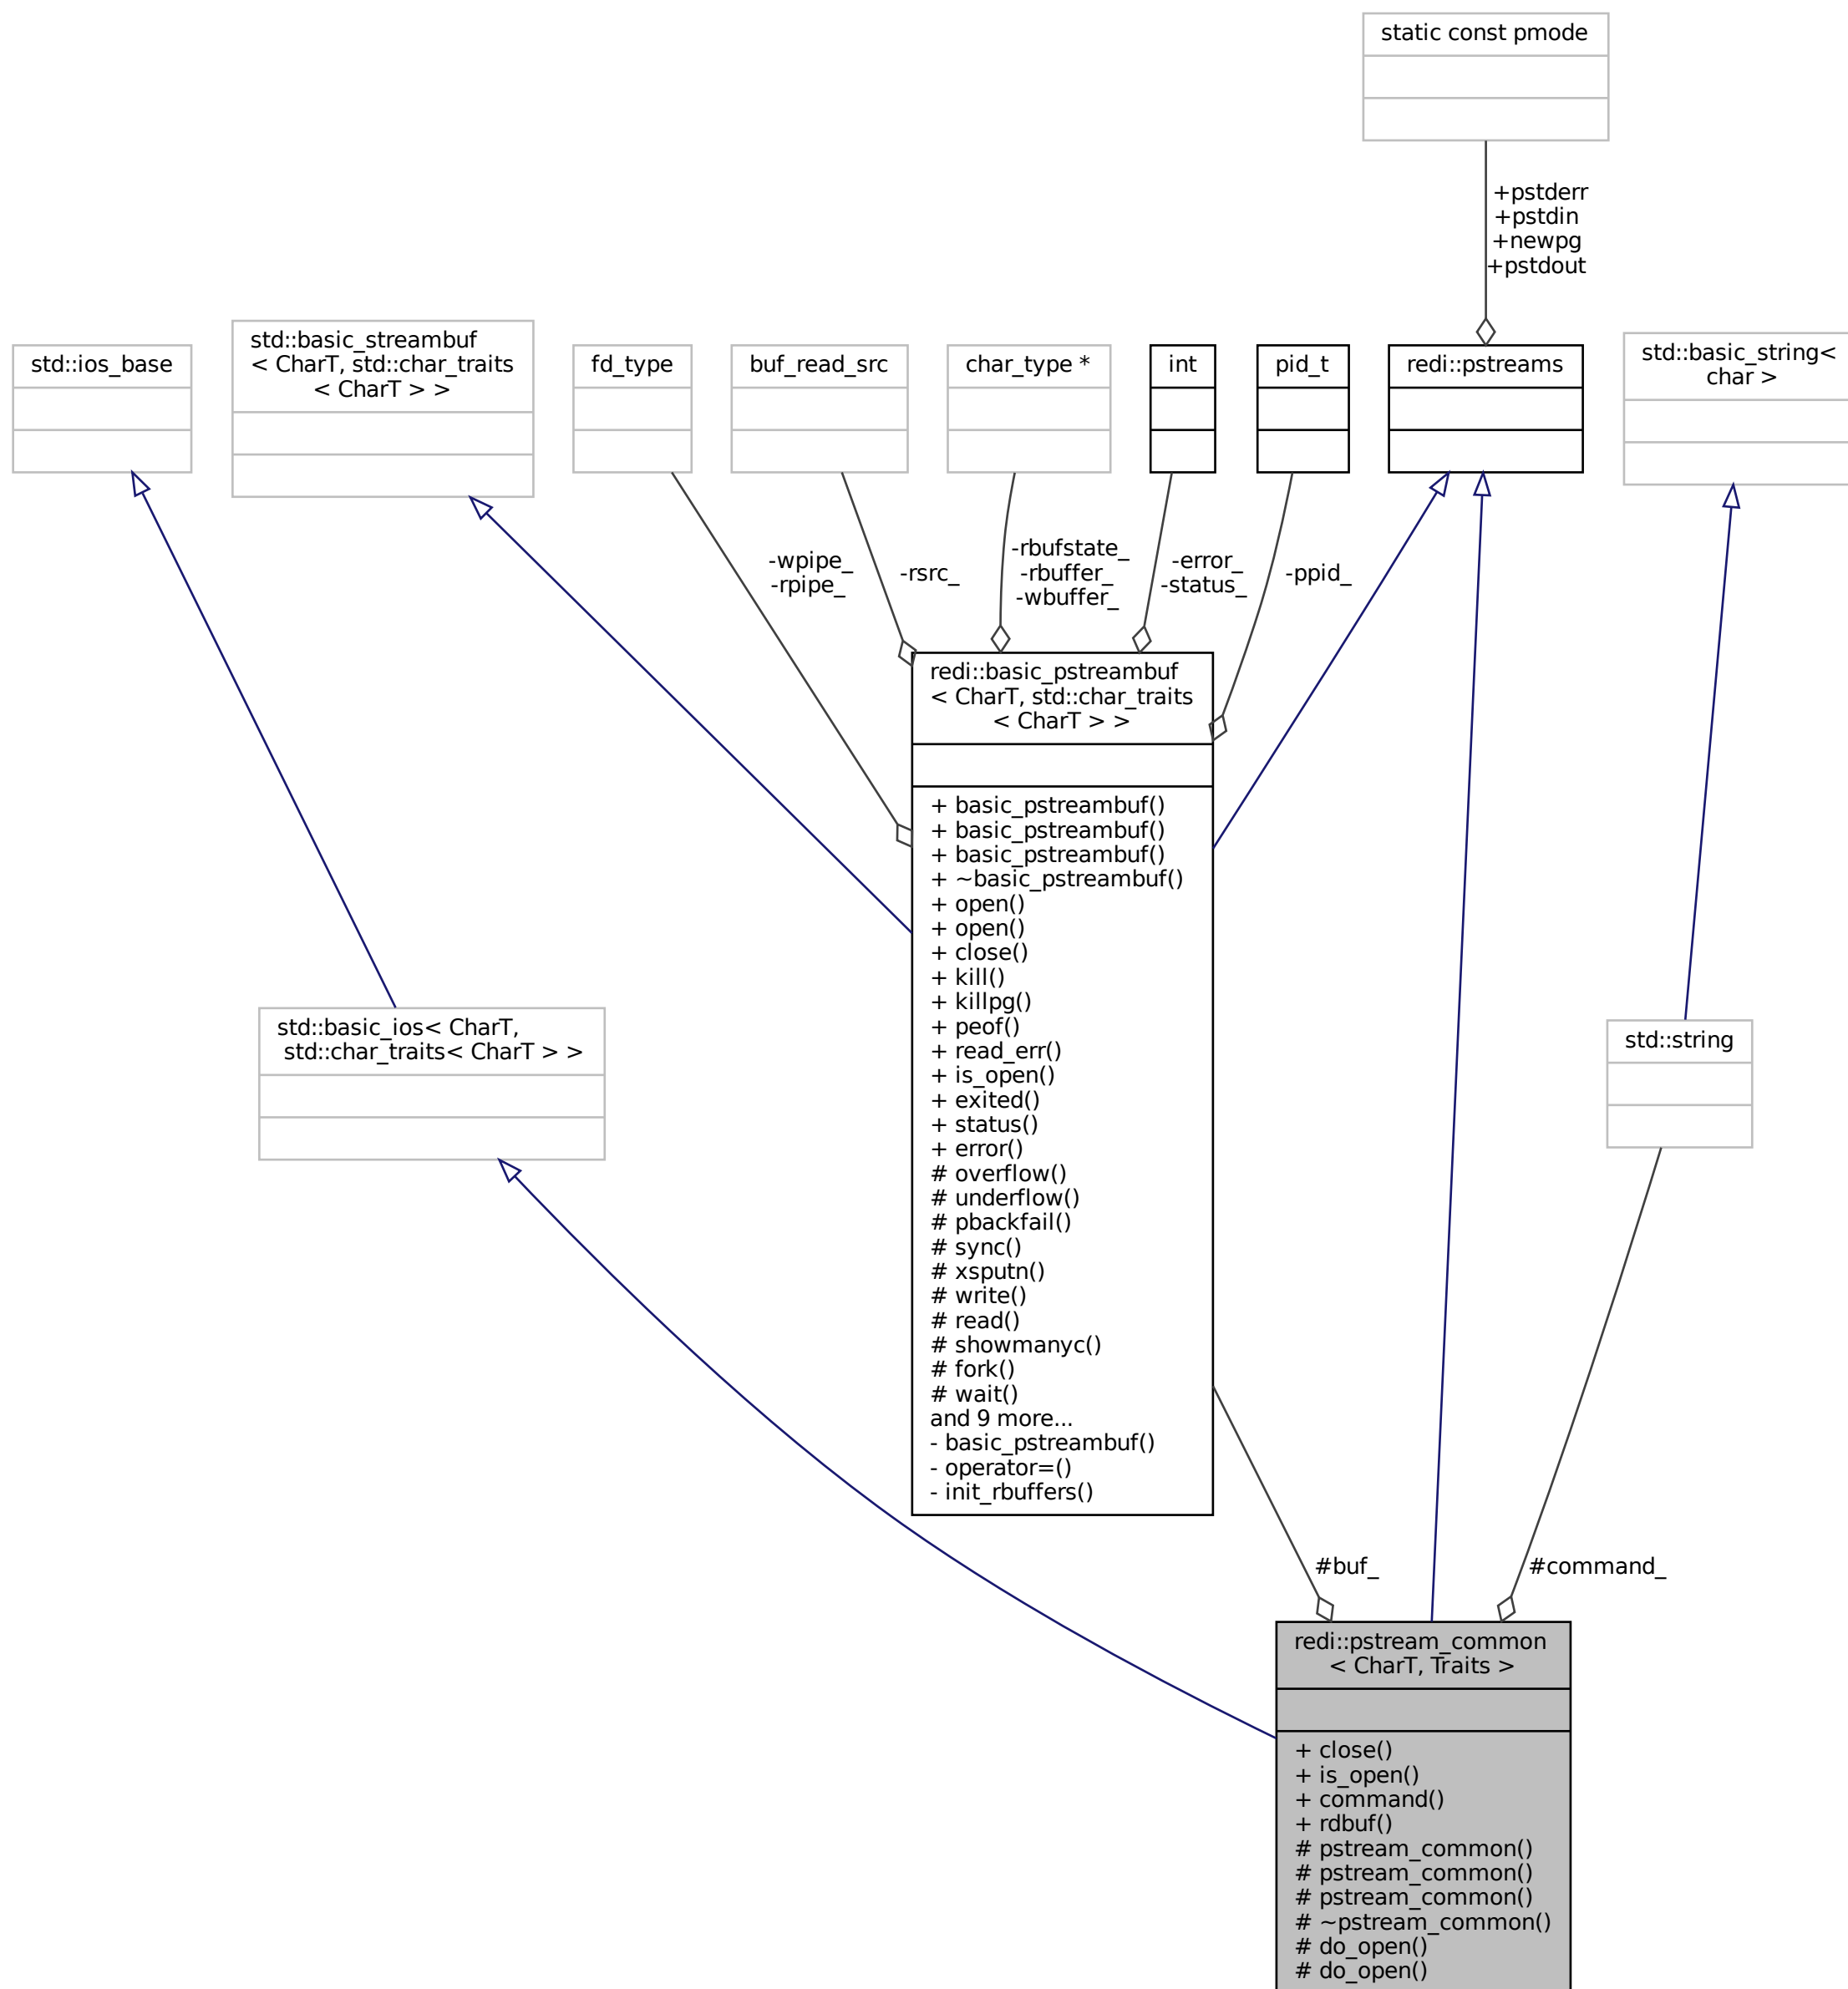 static const pmode
+pstderr
+pstdin
+newpg
+pstdout
std::ios_base
std::basic_streambuf
< CharT, std::char_traits
< CharT > >
fd_type
buf_read_src
char_type *
int
pid_t
redi::pstreams
std::basic_string<
char >
-wpipe_
-rpipe_
-rsrc_
-rbufstate_
-rbuffer_
-wbuffer_
-error_
-status_
-ppid_
redi::basic_pstreambuf
< CharT, std::char_traits
< CharT > >
+ basic_pstreambuf()
+ basic_pstreambuf()
+ basic_pstreambuf()
+ ~basic_pstreambuf()
+ open()
+ open()
+ close()
+ kill()
+ killpg()
+ peof()
+ read_err()
+ is_open()
+ exited()
+ status()
+ error()
# overflow()
# underflow()
# pbackfail()
# sync()
# xsputn()
# write()
# read()
# showmanyc()
# fork()
# wait()
and 9 more...
- basic_pstreambuf()
- operator=()
- init_rbuffers()
std::basic_ios< CharT,
std::char_traits< CharT > >
std::string
#buf_
#command_
redi::pstream_common
< CharT, Traits >
+ close()
+ is_open()
+ command()
+ rdbuf()
# pstream_common()
# pstream_common()
# pstream_common()
# ~pstream_common()
# do_open()
# do_open()